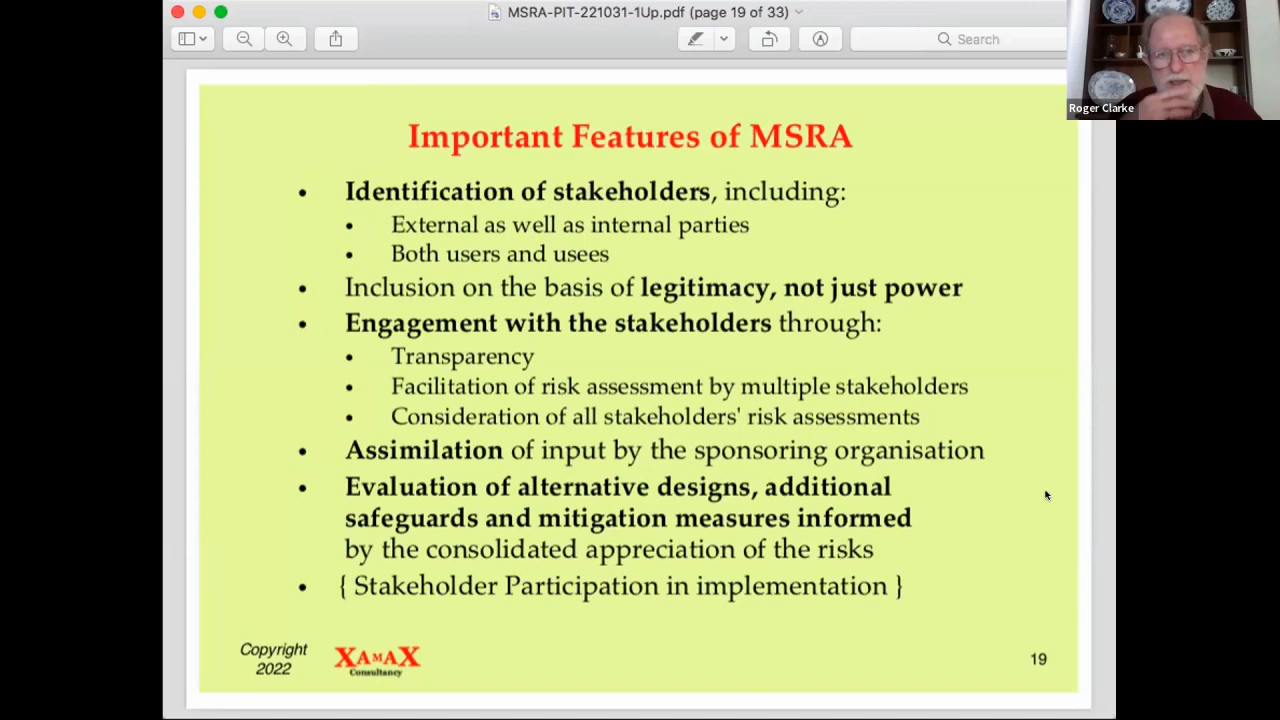 MSRA-PIT-221031-1Up.pdf (page 19 of 33)
Search
Roger Clarke
Important Features of MSRA
• Identification of stakeholders, including:
• External as well as internal parties
• Both users and usees
• Inclusion on the basis of legitimacy, not just power
• Engagement with the stakeholders through:
• Transparency
• Facilitation of risk assessment by multiple stakeholders
• Consideration of all stakeholders' risk assessments
• Assimilation of input by the sponsoring organisation
• Evaluation of alternative designs, additional
safeguards and mitigation measures informed
by the consolidated appreciation of the risks
• { Stakeholder Participation in implementation }
Copyright
2022
XAMAX
Consultancy
19